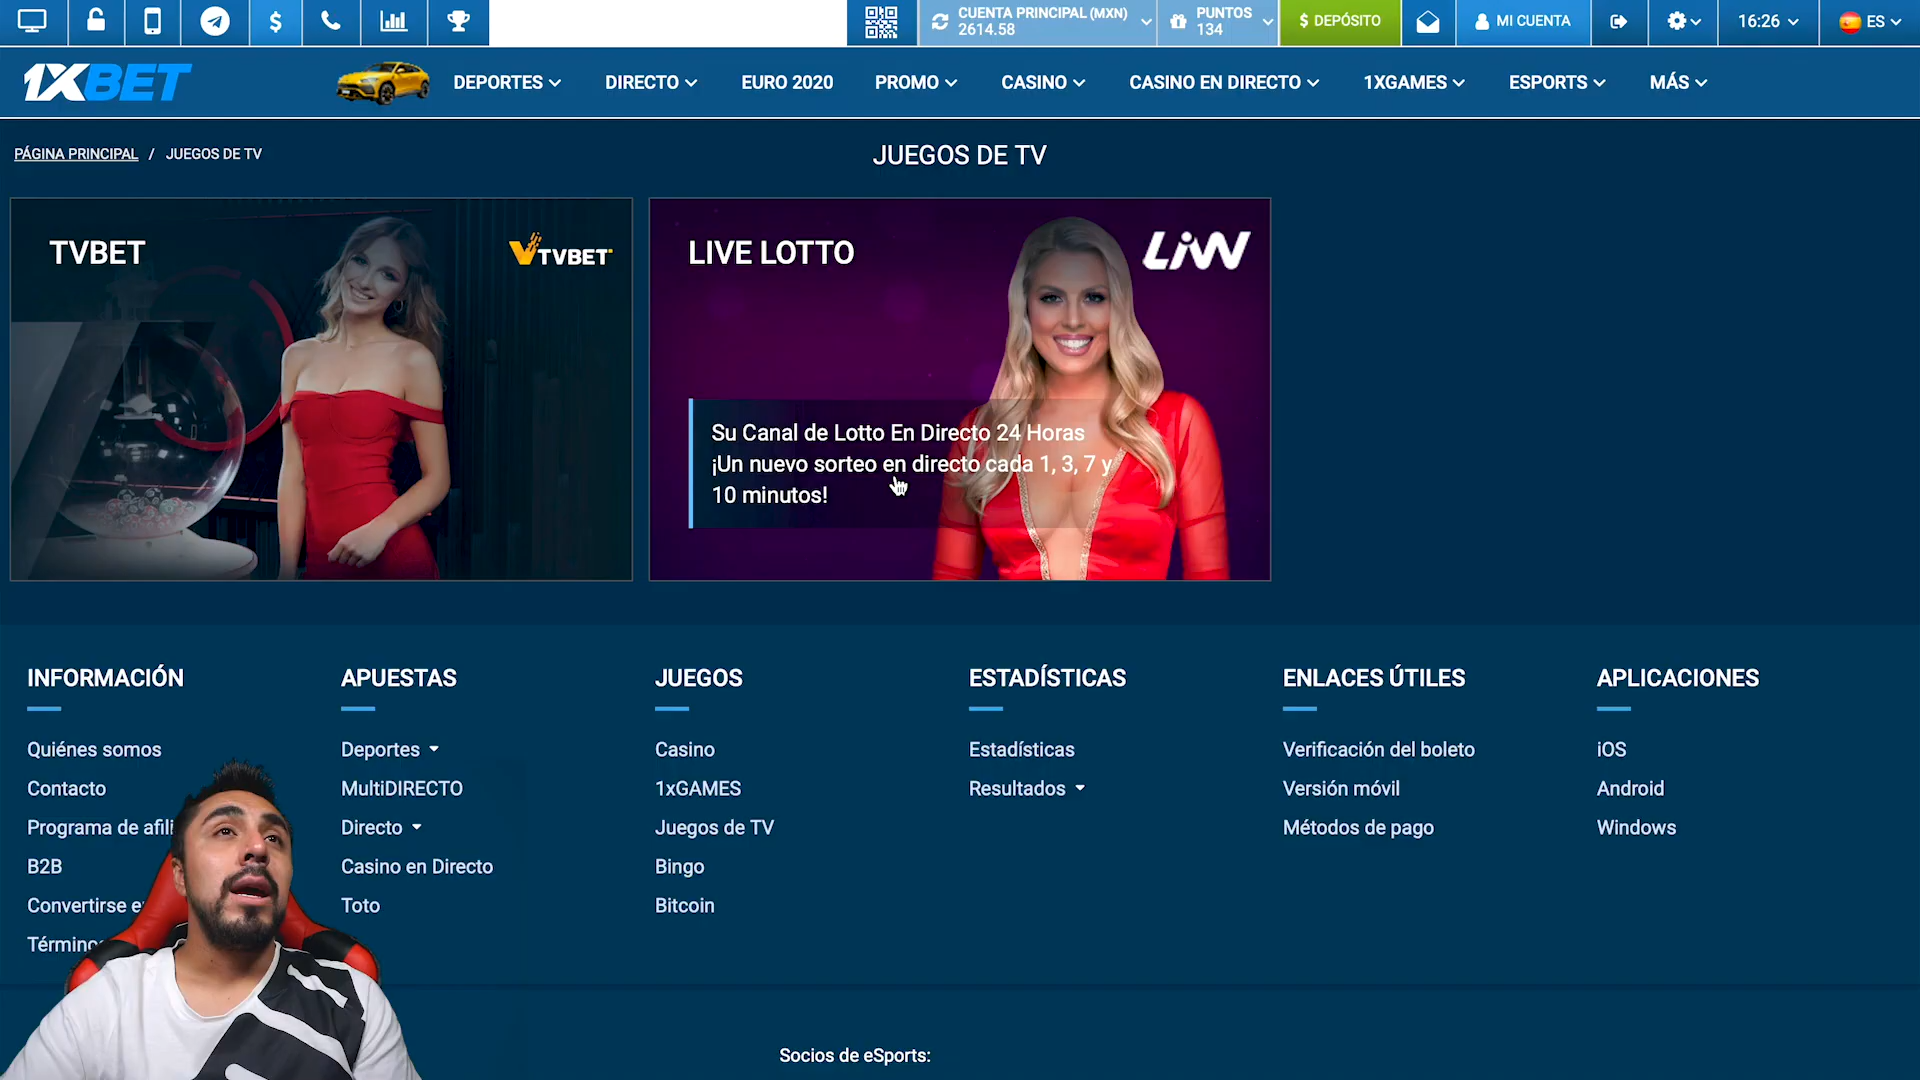 CUENTA PRINCIPAL (MXN)
2614.58
PUNTOS
134
$ DEPÓSITO
MI CUENTA
16:26
ES
1XBET
DEPORTES
DIRECTO
EURO 2020
PROMO
CASINO
CASINO EN DIRECTO
1XGAMES
ESPORTS
MÁS
PÁGINA PRINCIPAL / JUEGOS DE TV
JUEGOS DE TV
TVBET
TVBET
LIVE LOTTO
LiW
Su Canal de Lotto En Directo 24 Horas
¡Un nuevo sorteo en directo cada 1, 3, 7 y
10 minutos!
INFORMACIÓN
Quiénes somos
Contacto
Programa de afili
B2B
Convertirse e
Término
APUESTAS
Deportes
MultiDIRECTO
Directo
Casino en Directo
Toto
JUEGOS
Casino
1xGAMES
Juegos de TV
Bingo
Bitcoin
ESTADÍSTICAS
Estadísticas
Resultados
ENLACES ÚTILES
Verificación del boleto
Versión móvil
Métodos de pago
APLICACIONES
iOS
Android
Windows
Socios de eSports: